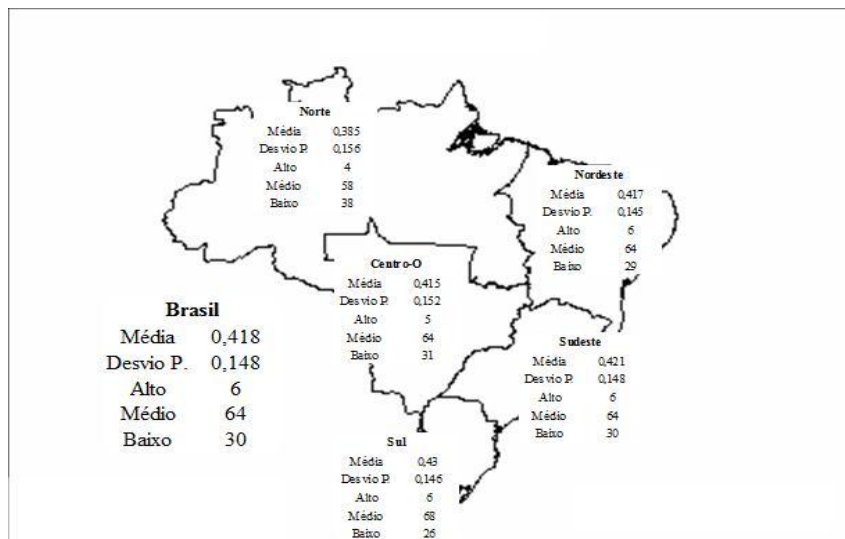 Norte
Média 0,385
Desvio P. 0,156
Alto 4
Médio 58
Baixo 38
Nordeste
Média 0,417
Desvio P. 0,145
Alto 6
Médio 64
Baixo 29
Centro-O
Média 0,415
Desvio P. 0,152
Alto 5
Médio 64
Baixo 31
Brasil
Média 0,418
Desvio P. 0,148
Alto 6
Médio 64
Baixo 30
Sudeste
Média 0,421
Desvio P. 0,148
Alto 6
Médio 64
Baixo 30
Sul
Média 0,43
Desvio P. 0,146
Alto 6
Médio 68
Baixo 26